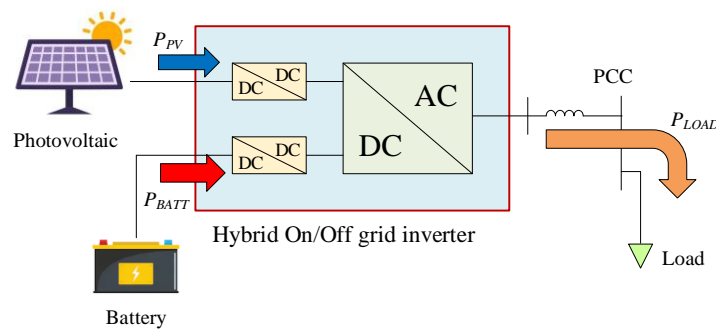 P_PV
PCC
DC
DC
AC
P_LOAD
Photovoltaic
DC
DC
DC
P_BATT
Hybrid On/Off grid inverter
Load
Battery